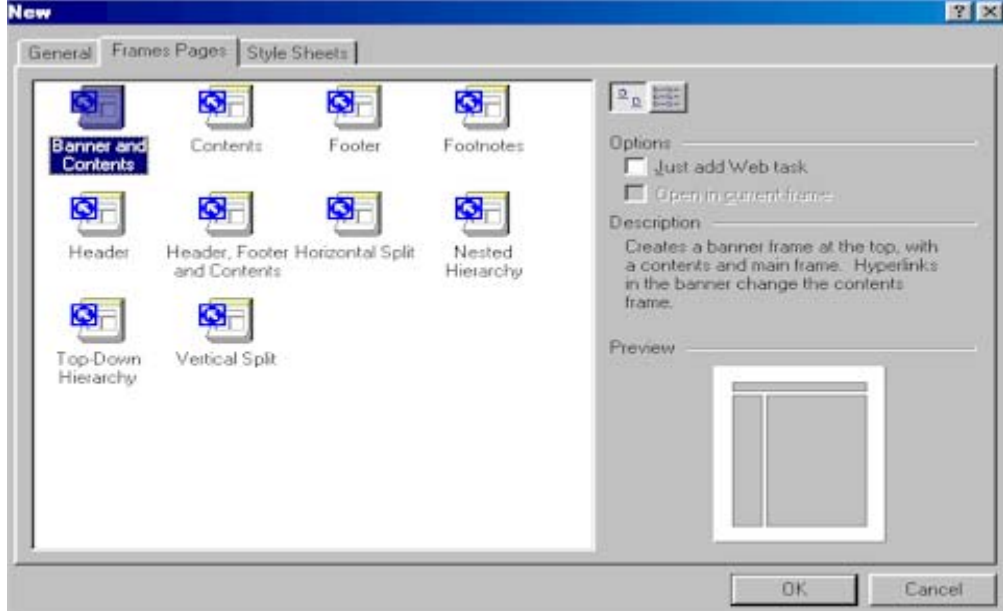 New
General
Frames Pages
Style Sheets
Banner and
Contents
Contents
Footer
Footnotes
Header
Header, Footer
and Contents
Horizontal Split
Nested
Hierarchy
Top-Down
Hierarchy
Vertical Split
Options
Just add Web task
Open in current frame
Description
Creates a banner frame at the top, with
a contents and main frame. Hyperlinks
in the banner change the contents
frame.
Preview
OK
Cancel